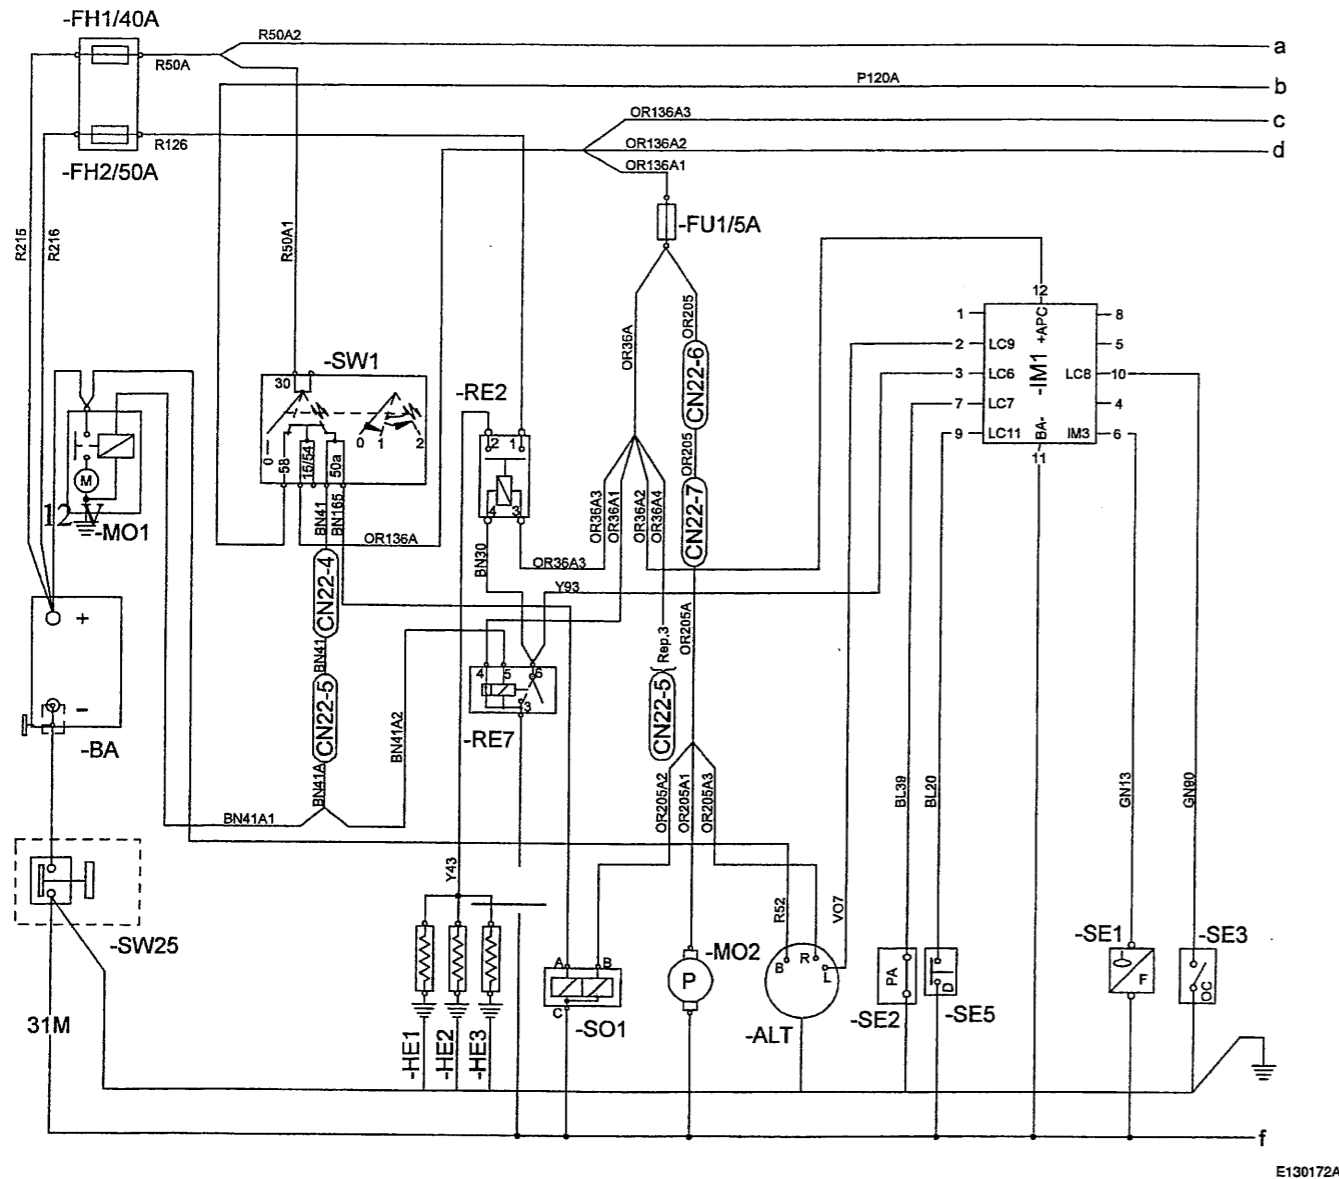 -FH1/40A
R50A2
a
R50A
P120A
b
OR136A3
c
R126
OR136A2
d
OR136A1
-FH2/50A
R215
R216
R50A1
-FU1/5A
OR36A
OR205
CN22-6
OR205
CN22-7
12
1
8
+APC
2
LC9
5
-IM1
3
LC6
LC8
10
7
LC7
4
9
LC11
BA-
IM3
6
11
-SW1
30
0
58
15/54
50a
0
1
2
-RE2
2
1
4
3
M
12 V
-MO1
BN41
BN165
OR136A
OR36A3
OR36A1
OR36A2
OR36A4
BN30
OR36A3
Y93
CN22-4
BN41
CN22-5
BN41A
+
-
-BA
OR205A
Rep.3
CN22-5
4
5
6
3
-RE7
BN41A2
BN41A1
OR205A2
OR205A1
OR205A3
BL39
BL20
GN13
GN90
Y43
R52
VO7
-SW25
31M
-HE1
-HE2
-HE3
A
B
C
-SO1
-MO2
P
B
R
L
-ALT
PA
-SE2
D
-SE5
-SE1
F
-SE3
OC
f
E130172A